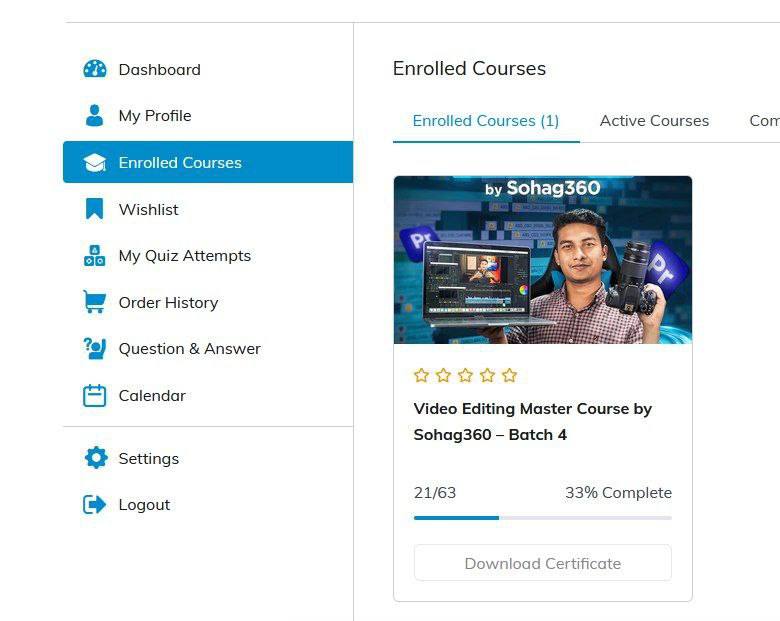 Dashboard
My Profile
Enrolled Courses
Wishlist
My Quiz Attempts
Order History
Question & Answer
Calendar
Settings
Logout
Enrolled Courses
Enrolled Courses (1)
Active Courses
Com
by Sohag360
Pr
Pr
Video Editing Master Course by
Sohag360 – Batch 4
21/63
33% Complete
Download Certificate